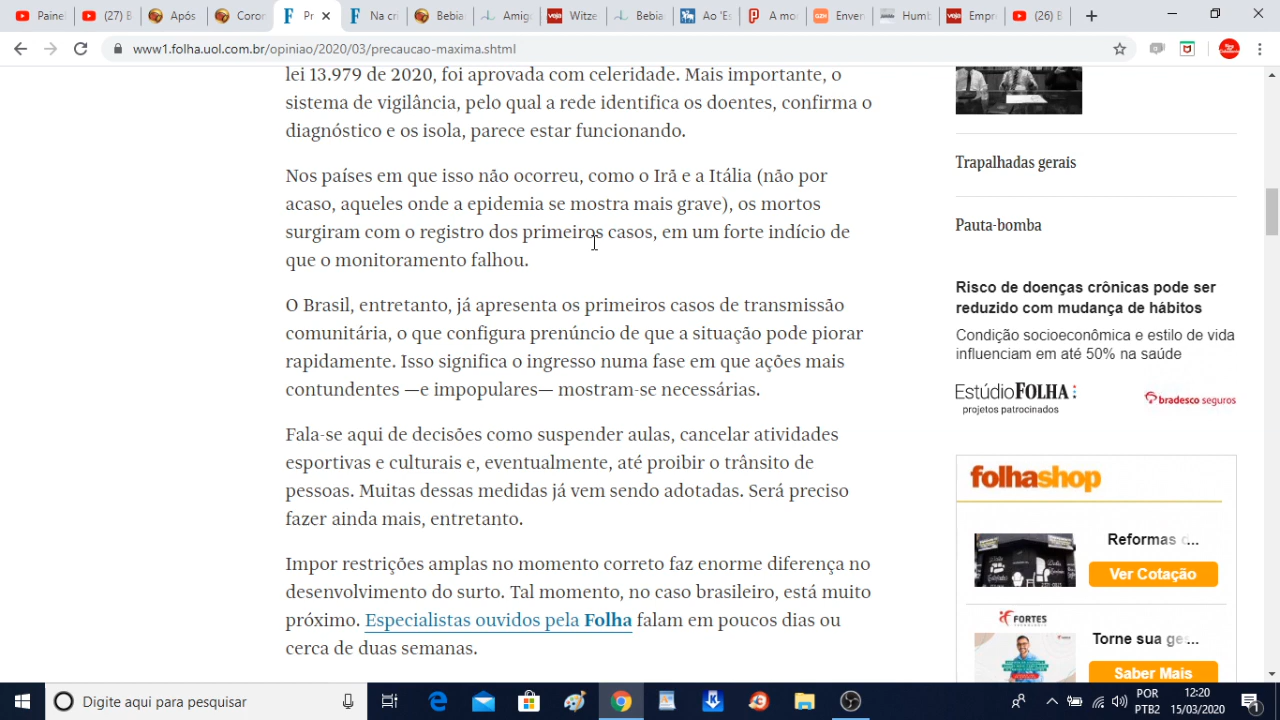 Painel
(27) B
Após
Coron
Pr
Na cri
Bebia
Amig
Witze
Bebia
Ao 'Es
A mo
Enven
Humb
Empr
(26) B
www1.folha.uol.com.br/opiniao/2020/03/precaucao-maxima.shtml
lei 13.979 de 2020, foi aprovada com celeridade. Mais importante, o
sistema de vigilância, pelo qual a rede identifica os doentes, confirma o
diagnóstico e os isola, parece estar funcionando.
Nos países em que isso não ocorreu, como o Irã e a Itália (não por
acaso, aqueles onde a epidemia se mostra mais grave), os mortos
surgiram com o registro dos primeiros casos, em um forte indício de
que o monitoramento falhou.
O Brasil, entretanto, já apresenta os primeiros casos de transmissão
comunitária, o que configura prenúncio de que a situação pode piorar
rapidamente. Isso significa o ingresso numa fase em que ações mais
contundentes —e impopulares— mostram-se necessárias.
Fala-se aqui de decisões como suspender aulas, cancelar atividades
esportivas e culturais e, eventualmente, até proibir o trânsito de
pessoas. Muitas dessas medidas já vem sendo adotadas. Será preciso
fazer ainda mais, entretanto.
Impor restrições amplas no momento correto faz enorme diferença no
desenvolvimento do surto. Tal momento, no caso brasileiro, está muito
próximo. Especialistas ouvidos pela Folha falam em poucos dias ou
cerca de duas semanas.
Trapalhadas gerais
Pauta-bomba
Risco de doenças crônicas pode ser
reduzido com mudança de hábitos
Condição socioeconômica e estilo de vida
influenciam em até 50% na saúde
EstúdioFOLHA:
projetos patrocinados
bradesco seguros
folhashop
Reformas d...
Ver Cotação
FORTES
Torne sua ge...
Saber Mais
Digite aqui para pesquisar
POR
PTB2
12:20
15/03/2020